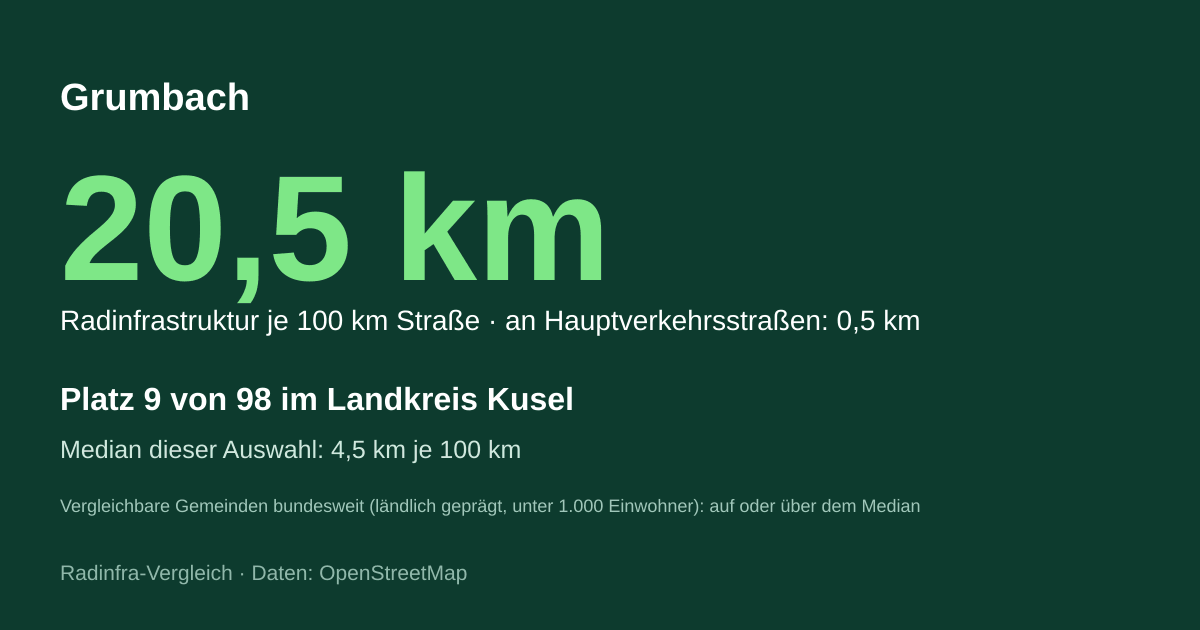 Grumbach
20,5 km
Radinfrastruktur je 100 km Straße · an Hauptverkehrsstraßen: 0,5 km
Platz 9 von 98 im Landkreis Kusel
Median dieser Auswahl: 4,5 km je 100 km
Vergleichbare Gemeinden bundesweit (ländlich geprägt, unter 1.000 Einwohner): auf oder über dem Median
Radinfra-Vergleich · Daten: OpenStreetMap